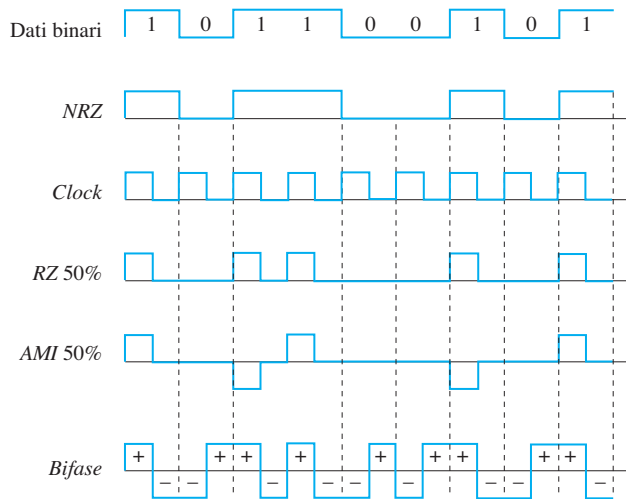 Dati binari 1 0 1 1 0 0 1 0 1
NRZ
Clock
RZ 50%
AMI 50%
Bifase + − − + + − + − − + − + + − − + + −